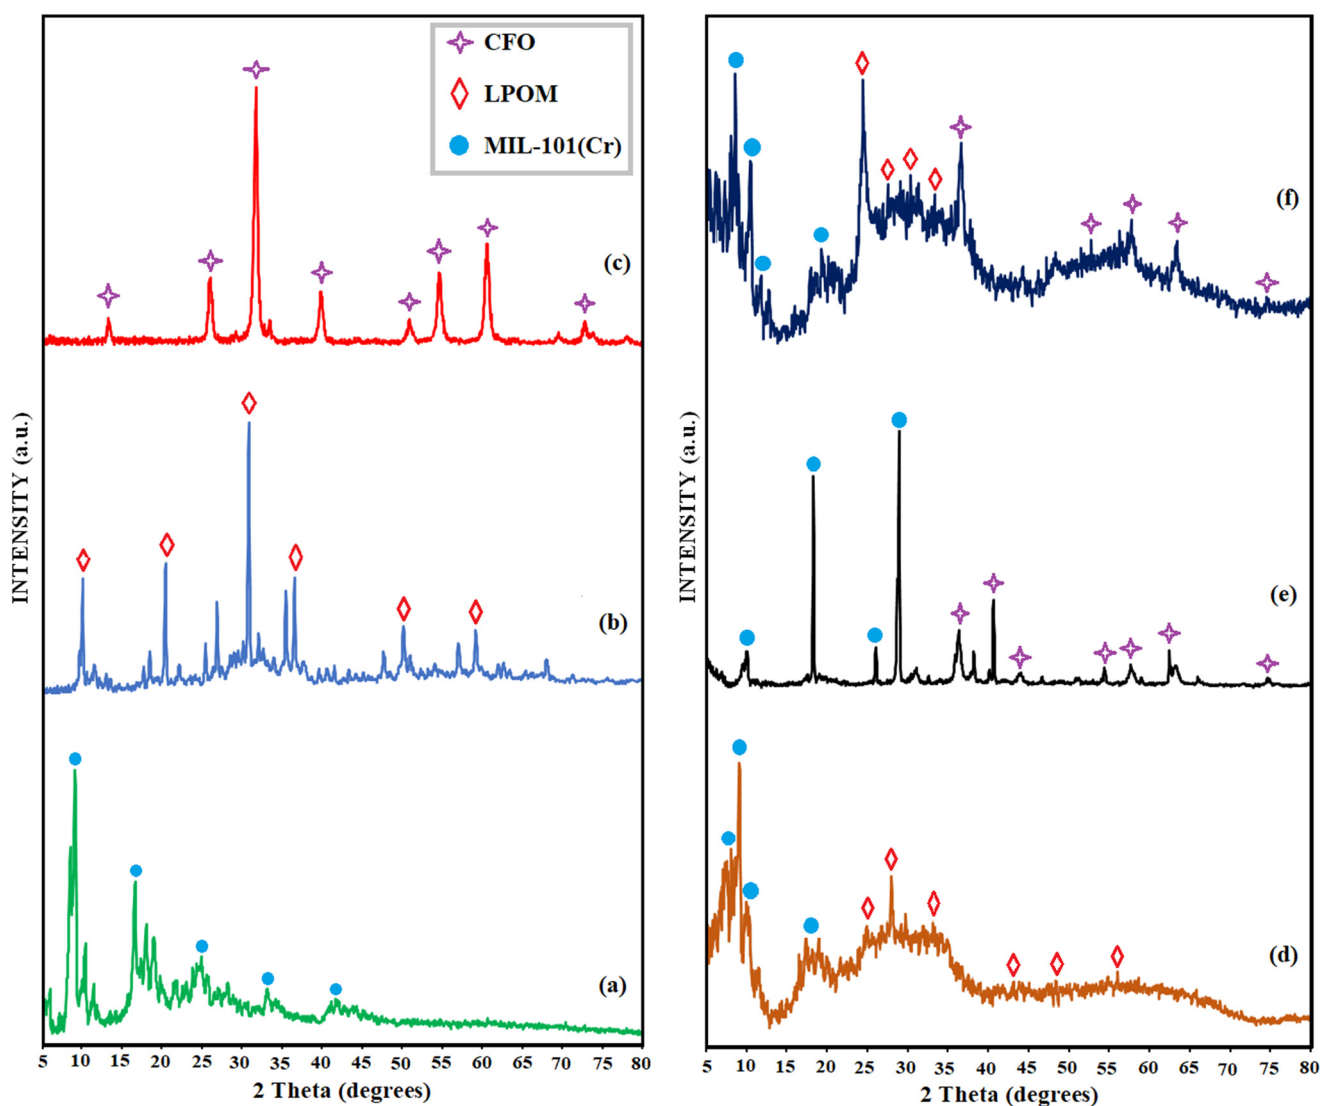 CFO
LPOM
MIL-101(Cr)
(c)
(b)
(a)
INTENSITY (a.u.)
5 10 15 20 25 30 35 40 45 50 55 60 65 70 75 80
2 Theta (degrees)
(f)
(e)
(d)
INTENSITY (a.u.)
5 10 15 20 25 30 35 40 45 50 55 60 65 70 75 80
2 Theta (degrees)